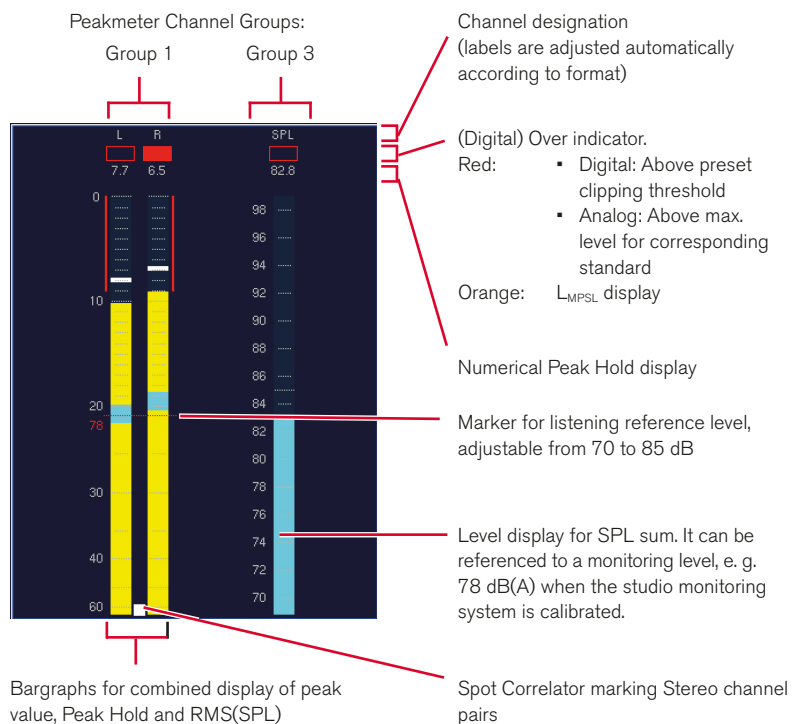 Peakmeter Channel Groups:
Group 1
Group 3
Channel designation
(labels are adjusted automatically
according to format)
L
R
SPL
7.7
6.5
82.8
(Digital) Over indicator.
Red:
▪ Digital: Above preset
clipping threshold
▪ Analog: Above max.
level for corresponding
standard
Orange: LMPSL display
Numerical Peak Hold display
0
10
20
78
30
40
60
98
96
94
92
90
88
86
84
82
80
78
76
74
72
70
Marker for listening reference level,
adjustable from 70 to 85 dB
Level display for SPL sum. It can be
referenced to a monitoring level, e. g.
78 dB(A) when the studio monitoring
system is calibrated.
Bargraphs for combined display of peak
value, Peak Hold and RMS(SPL)
Spot Correlator marking Stereo channel
pairs